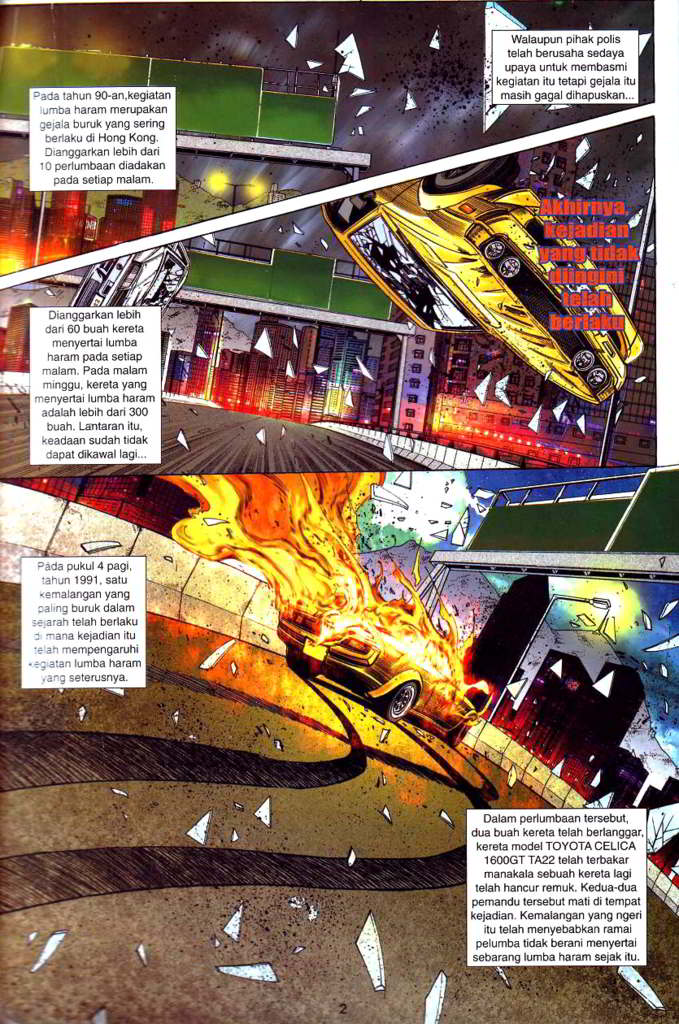 Pada tahun 90-an,kegiatan
lumba haram merupakan
gejala buruk yang sering
berlaku di Hong Kong.
Dianggarkan lebih dari
10 perlumbaan diadakan
pada setiap malam.
Walaupun pihak polis
telah berusaha sedaya
upaya untuk membasmi
kegiatan itu tetapi gejala itu
masih gagal dihapuskan...
Akhirnya,
kejadian
yang tidak
diingini
telah
berlaku
Dianggarkan lebih
dari 60 buah kereta
menyertai lumba
haram pada setiap
malam. Pada malam
minggu, kereta yang
menyertai lumba haram
adalah lebih dari 300
buah. Lantaran itu,
keadaan sudah tidak
dapat dikawal lagi...
Pada pukul 4 pagi,
tahun 1991, satu
kemalangan yang
paling buruk dalam
sejarah telah berlaku
di mana kejadian itu
telah mempengaruhi
kegiatan lumba haram
yang seterusnya.
Dalam perlumbaan tersebut,
dua buah kereta telah berlanggar,
kereta model TOYOTA CELICA
1600GT TA22 telah terbakar
manakala sebuah kereta lagi
telah hancur remuk. Kedua-dua
pemandu tersebut mati di tempat
kejadian. Kemalangan yang ngeri
itu telah menyebabkan ramai
pelumba tidak berani menyertai
sebarang lumba haram sejak itu.
2